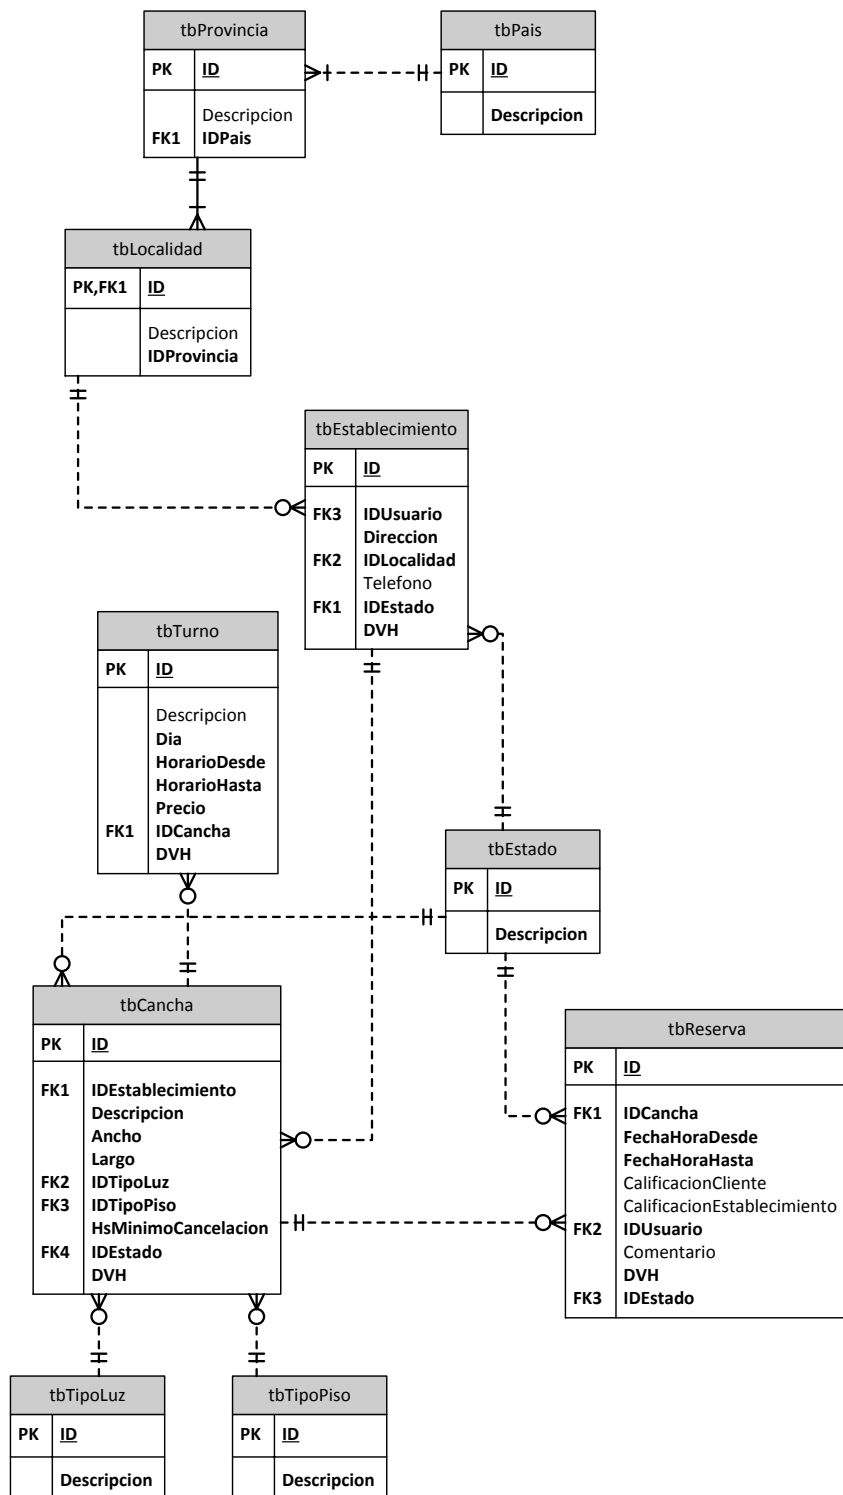 tbProvincia
PK ID
Descripcion
FK1 IDPais
tbPais
PK ID
Descripcion
tbLocalidad
PK,FK1 ID
Descripcion
IDProvincia
tbEstablecimiento
PK ID
FK3 IDUsuario
Direccion
FK2 IDLocalidad
Telefono
FK1 IDEstado
DVH
tbTurno
PK ID
Descripcion
Dia
HorarioDesde
HorarioHasta
Precio
FK1 IDCancha
DVH
tbEstado
PK ID
Descripcion
tbCancha
PK ID
FK1 IDEstablecimiento
Descripcion
Ancho
Largo
FK2 IDTipoLuz
FK3 IDTipoPiso
HsMinimoCancelacion
FK4 IDEstado
DVH
tbReserva
PK ID
FK1 IDCancha
FechaHoraDesde
FechaHoraHasta
CalificacionCliente
CalificacionEstablecimiento
FK2 IDUsuario
Comentario
DVH
FK3 IDEstado
tbTipoLuz
PK ID
Descripcion
tbTipoPiso
PK ID
Descripcion